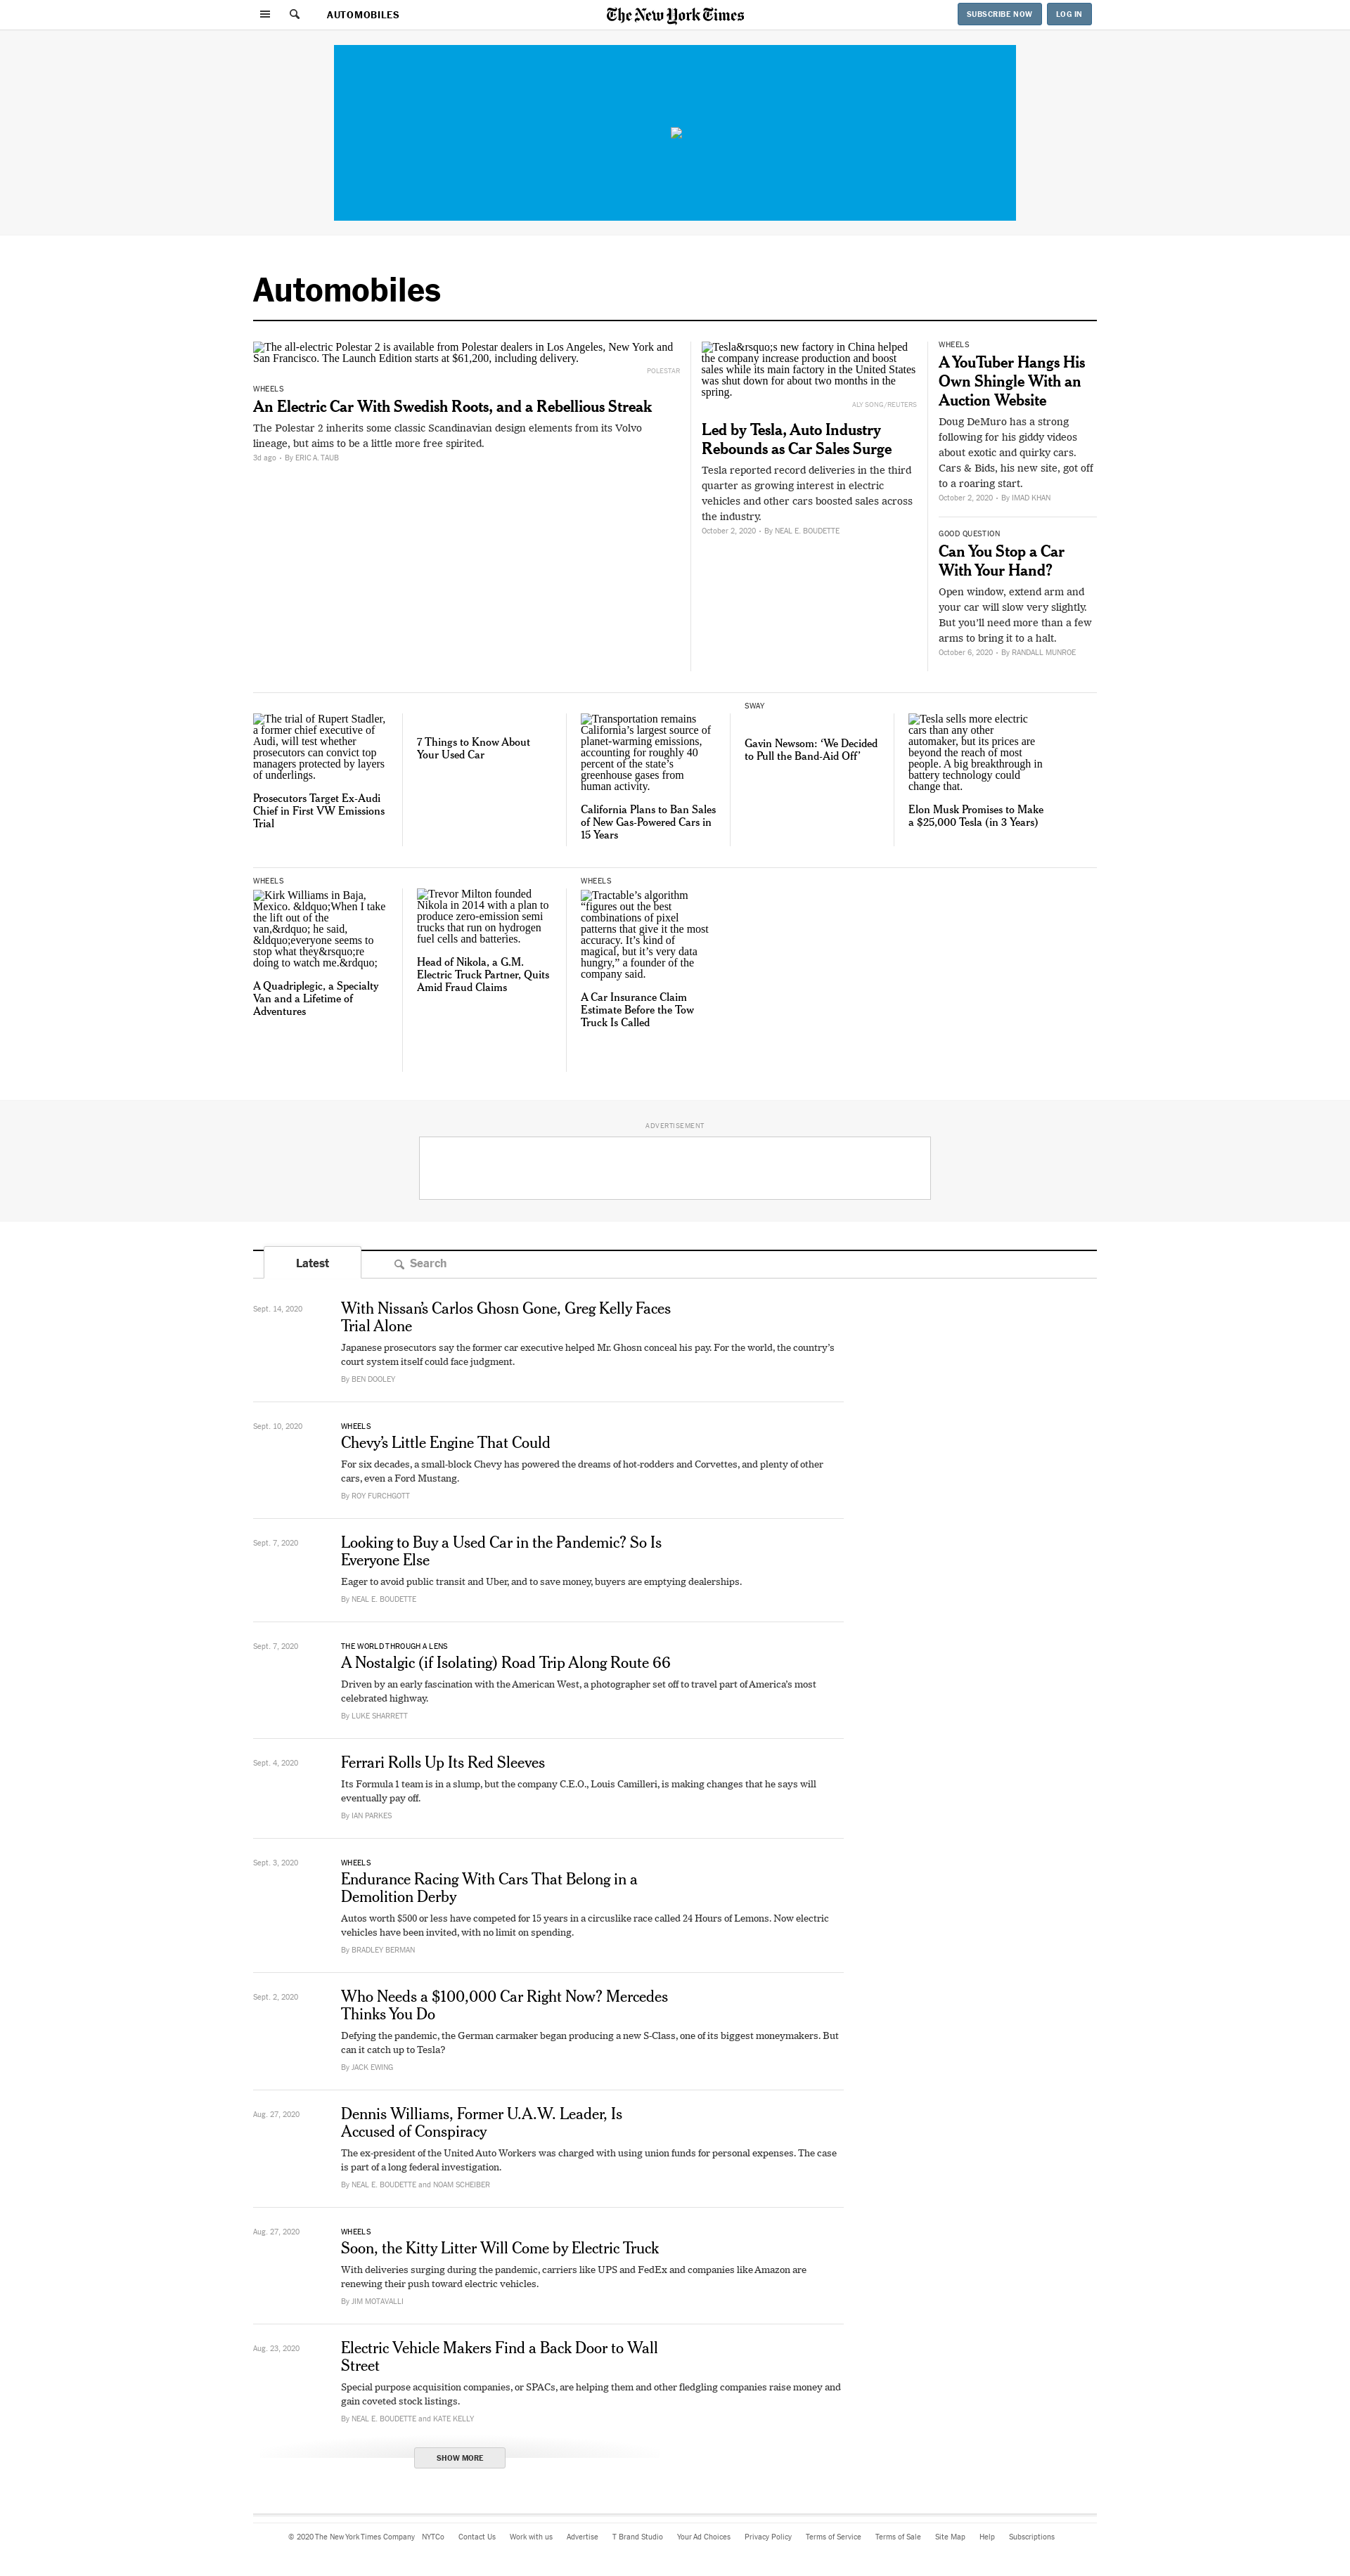 AUTOMOBILES
The New York Times
SUBSCRIBE NOW
LOG IN
Automobiles
The all-electric Polestar 2 is available from Polestar dealers in Los Angeles, New York and
San Francisco. The Launch Edition starts at $61,200, including delivery.
POLESTAR
WHEELS
An Electric Car With Swedish Roots, and a Rebellious Streak
The Polestar 2 inherits some classic Scandinavian design elements from its Volvo
lineage, but aims to be a little more free spirited.
3d ago • By ERIC A. TAUB
Tesla&rsquo;s new factory in China helped
the company increase production and boost
sales while its main factory in the United States
was shut down for about two months in the
spring.
ALY SONG/REUTERS
Led by Tesla, Auto Industry
Rebounds as Car Sales Surge
Tesla reported record deliveries in the third
quarter as growing interest in electric
vehicles and other cars boosted sales across
the industry.
October 2, 2020 • By NEAL E. BOUDETTE
WHEELS
A YouTuber Hangs His
Own Shingle With an
Auction Website
Doug DeMuro has a strong
following for his giddy videos
about exotic and quirky cars.
Cars & Bids, his new site, got off
to a roaring start.
October 2, 2020 • By IMAD KHAN
GOOD QUESTION
Can You Stop a Car
With Your Hand?
Open window, extend arm and
your car will slow very slightly.
But you’ll need more than a few
arms to bring it to a halt.
October 6, 2020 • By RANDALL MUNROE
The trial of Rupert Stadler,
a former chief executive of
Audi, will test whether
prosecutors can convict top
managers protected by layers
of underlings.
Prosecutors Target Ex-Audi
Chief in First VW Emissions
Trial
7 Things to Know About
Your Used Car
Transportation remains
California’s largest source of
planet-warming emissions,
accounting for roughly 40
percent of the state’s
greenhouse gases from
human activity.
California Plans to Ban Sales
of New Gas-Powered Cars in
15 Years
SWAY
Gavin Newsom: ‘We Decided
to Pull the Band-Aid Off’
Tesla sells more electric
cars than any other
automaker, but its prices are
beyond the reach of most
people. A big breakthrough in
battery technology could
change that.
Elon Musk Promises to Make
a $25,000 Tesla (in 3 Years)
WHEELS
Kirk Williams in Baja,
Mexico. &ldquo;When I take
the lift out of the
van,&rdquo; he said,
&ldquo;everyone seems to
stop what they&rsquo;re
doing to watch me.&rdquo;
A Quadriplegic, a Specialty
Van and a Lifetime of
Adventures
Trevor Milton founded
Nikola in 2014 with a plan to
produce zero-emission semi
trucks that run on hydrogen
fuel cells and batteries.
Head of Nikola, a G.M.
Electric Truck Partner, Quits
Amid Fraud Claims
WHEELS
Tractable’s algorithm
“figures out the best
combinations of pixel
patterns that give it the most
accuracy. It’s kind of
magical, but it’s very data
hungry,” a founder of the
company said.
A Car Insurance Claim
Estimate Before the Tow
Truck Is Called
ADVERTISEMENT
Latest
Search
Sept. 14, 2020
With Nissan’s Carlos Ghosn Gone, Greg Kelly Faces
Trial Alone
Japanese prosecutors say the former car executive helped Mr. Ghosn conceal his pay. For the world, the country’s
court system itself could face judgment.
By BEN DOOLEY
Sept. 10, 2020
WHEELS
Chevy’s Little Engine That Could
For six decades, a small-block Chevy has powered the dreams of hot-rodders and Corvettes, and plenty of other
cars, even a Ford Mustang.
By ROY FURCHGOTT
Sept. 7, 2020
Looking to Buy a Used Car in the Pandemic? So Is
Everyone Else
Eager to avoid public transit and Uber, and to save money, buyers are emptying dealerships.
By NEAL E. BOUDETTE
Sept. 7, 2020
THE WORLD THROUGH A LENS
A Nostalgic (if Isolating) Road Trip Along Route 66
Driven by an early fascination with the American West, a photographer set off to travel part of America’s most
celebrated highway.
By LUKE SHARRETT
Sept. 4, 2020
Ferrari Rolls Up Its Red Sleeves
Its Formula 1 team is in a slump, but the company C.E.O., Louis Camilleri, is making changes that he says will
eventually pay off.
By IAN PARKES
Sept. 3, 2020
WHEELS
Endurance Racing With Cars That Belong in a
Demolition Derby
Autos worth $500 or less have competed for 15 years in a circuslike race called 24 Hours of Lemons. Now electric
vehicles have been invited, with no limit on spending.
By BRADLEY BERMAN
Sept. 2, 2020
Who Needs a $100,000 Car Right Now? Mercedes
Thinks You Do
Defying the pandemic, the German carmaker began producing a new S-Class, one of its biggest moneymakers. But
can it catch up to Tesla?
By JACK EWING
Aug. 27, 2020
Dennis Williams, Former U.A.W. Leader, Is
Accused of Conspiracy
The ex-president of the United Auto Workers was charged with using union funds for personal expenses. The case
is part of a long federal investigation.
By NEAL E. BOUDETTE and NOAM SCHEIBER
Aug. 27, 2020
WHEELS
Soon, the Kitty Litter Will Come by Electric Truck
With deliveries surging during the pandemic, carriers like UPS and FedEx and companies like Amazon are
renewing their push toward electric vehicles.
By JIM MOTAVALLI
Aug. 23, 2020
Electric Vehicle Makers Find a Back Door to Wall
Street
Special purpose acquisition companies, or SPACs, are helping them and other fledgling companies raise money and
gain coveted stock listings.
By NEAL E. BOUDETTE and KATE KELLY
SHOW MORE
© 2020 The New York Times Company NYTCo Contact Us Work with us Advertise T Brand Studio Your Ad Choices Privacy Policy Terms of Service Terms of Sale Site Map Help Subscriptions